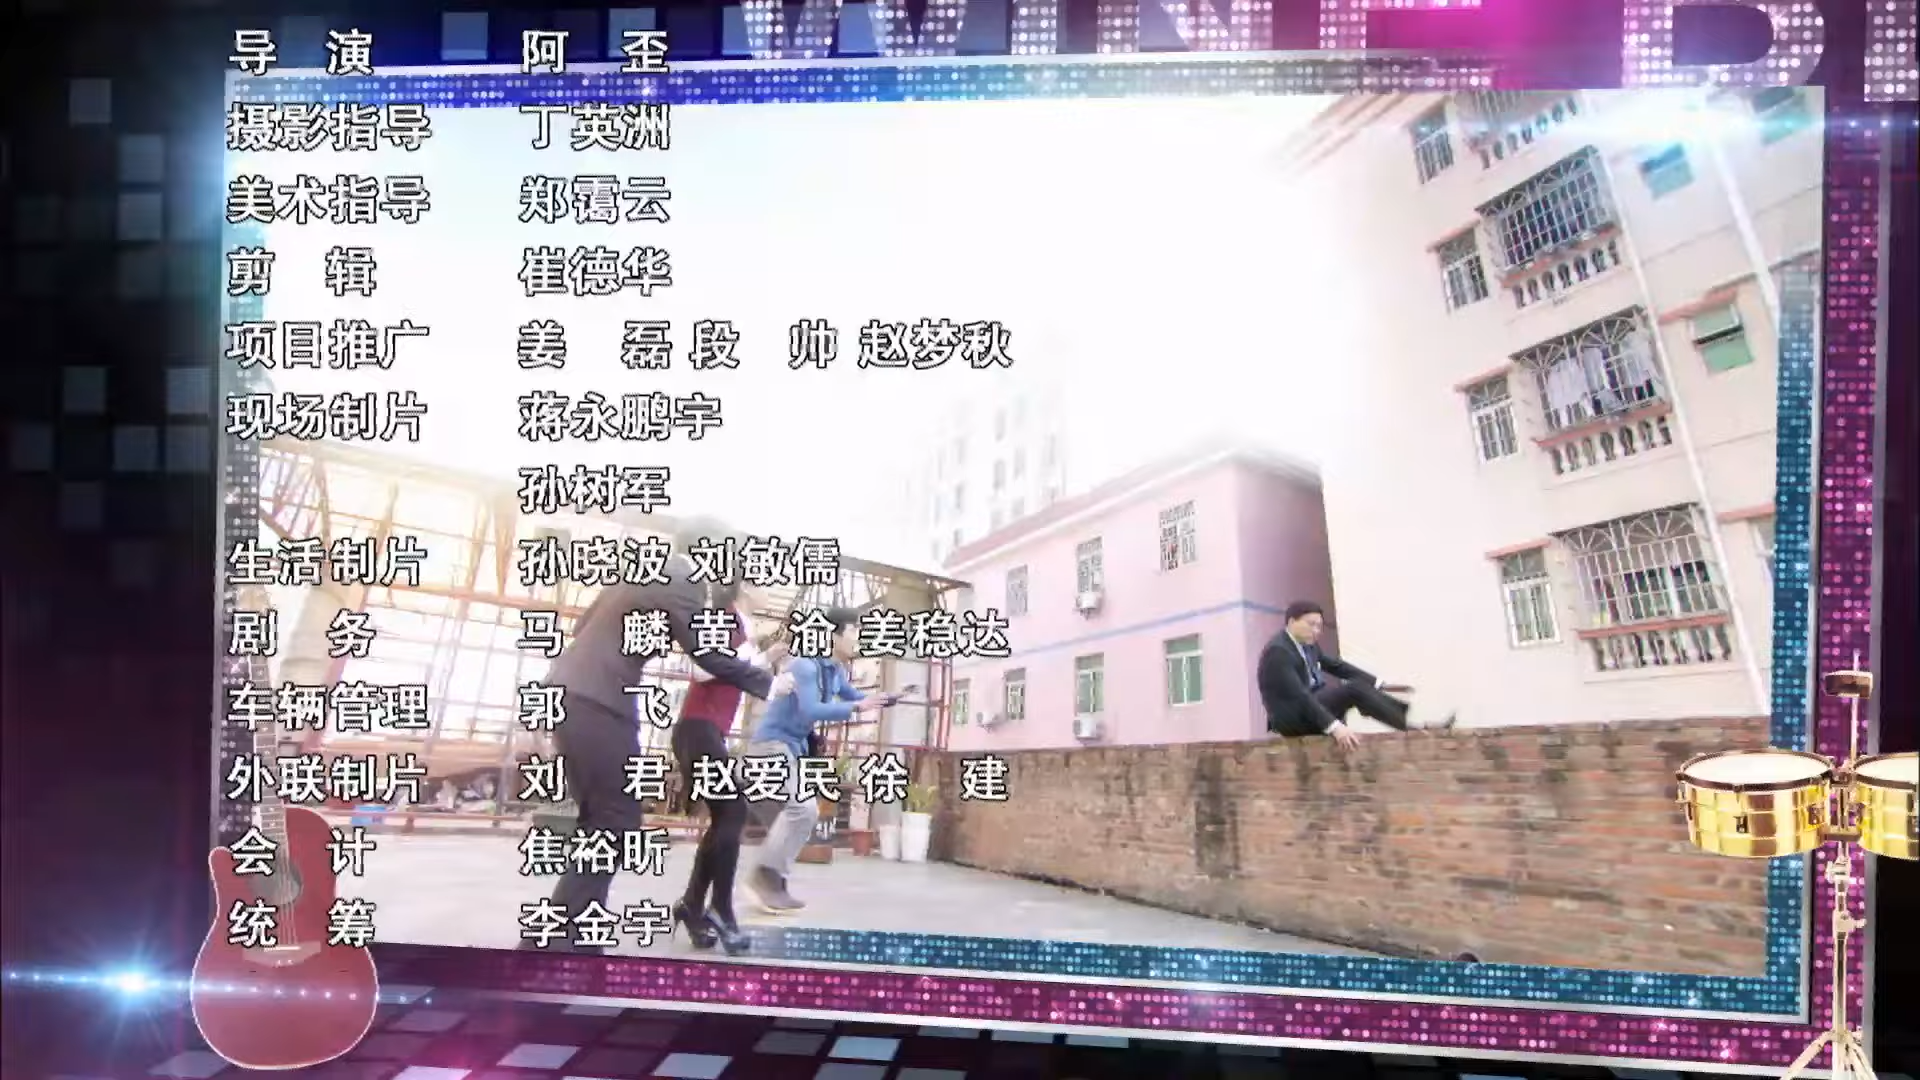 导 演 阿 歪
摄影指导 丁英洲
美术指导 郑霭云
剪 辑 崔德华
项目推广 姜 磊 段 帅 赵梦秋
现场制片 蒋永鹏宇
孙树军
生活制片 孙晓波 刘敏儒
剧 务 马 麟 黄 渝 姜稳达
车辆管理 郭 飞
外联制片 刘 君 赵爱民 徐 建
会 计 焦裕昕
统 筹 李金宇